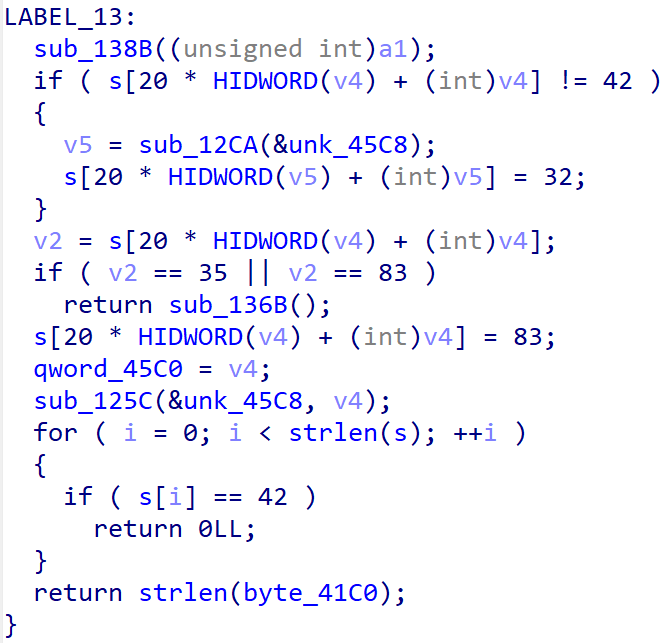 LABEL_13:
  sub_138B((unsigned int)a1);
  if ( s[20 * HIDWORD(v4) + (int)v4] != 42 )
  {
    v5 = sub_12CA(&unk_45C8);
    s[20 * HIDWORD(v5) + (int)v5] = 32;
  }
  v2 = s[20 * HIDWORD(v4) + (int)v4];
  if ( v2 == 35 || v2 == 83 )
    return sub_136B();
  s[20 * HIDWORD(v4) + (int)v4] = 83;
  qword_45C0 = v4;
  sub_125C(&unk_45C8, v4);
  for ( i = 0; i < strlen(s); ++i )
  {
    if ( s[i] == 42 )
      return 0LL;
  }
  return strlen(byte_41C0);
}